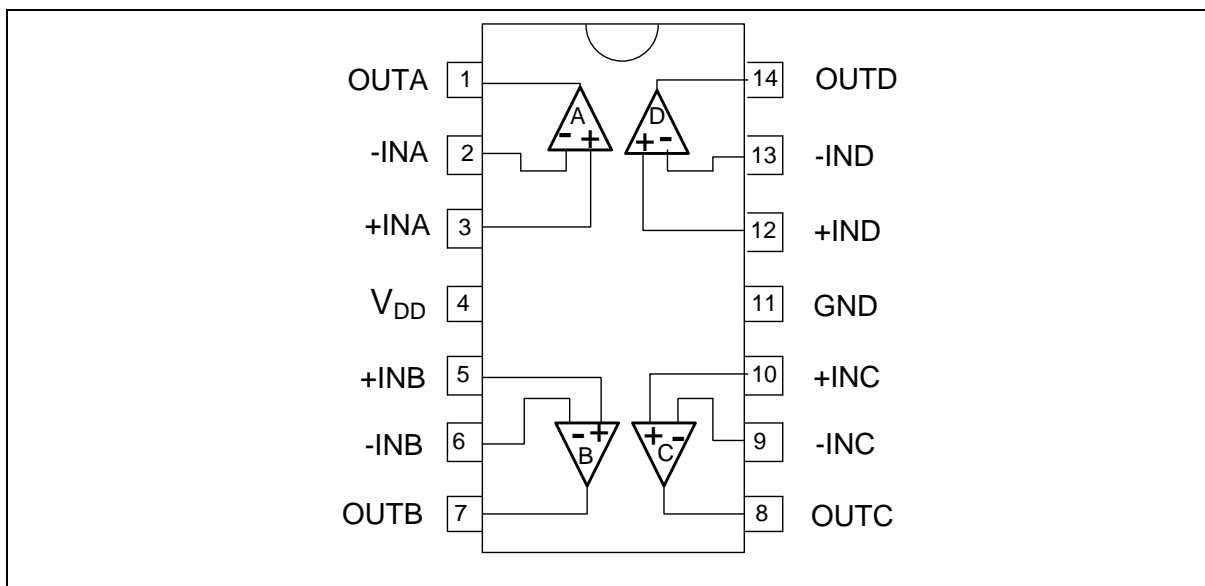 OUTA 1 14 OUTD
A D
- + + -
-INA 2 13 -IND
+INA 3 12 +IND
VDD 4 11 GND
+INB 5 10 +INC
- + + -
-INB 6 9 -INC
B C
OUTB 7 8 OUTC